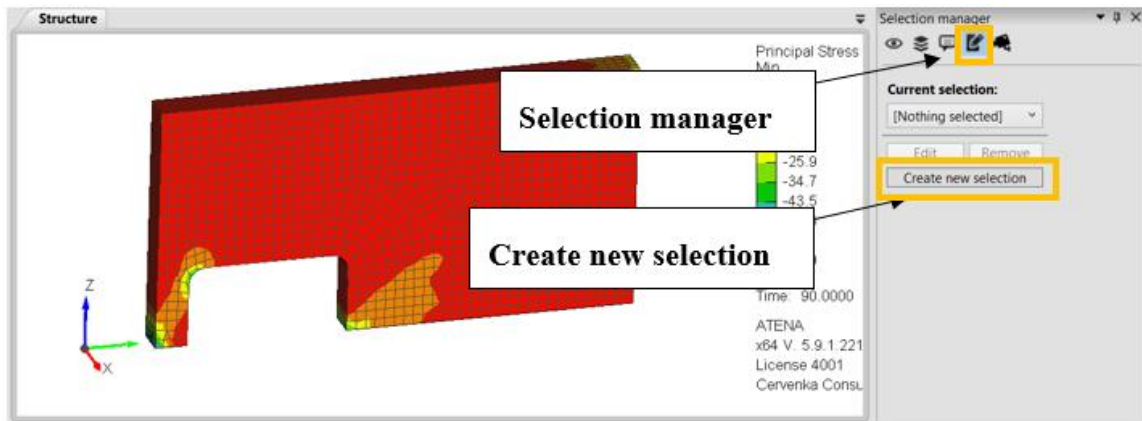 Structure
Selection manager
Principal Stress
Min
Selection manager
Current selection:
[Nothing selected]
Edit
Remove
Create new selection
-25.9
-34.7
-43.5
Create new selection
Time: 90.0000
ATENA
x64 V. 5.9.1.221
License 4001
Cervenka Consu
Z
X